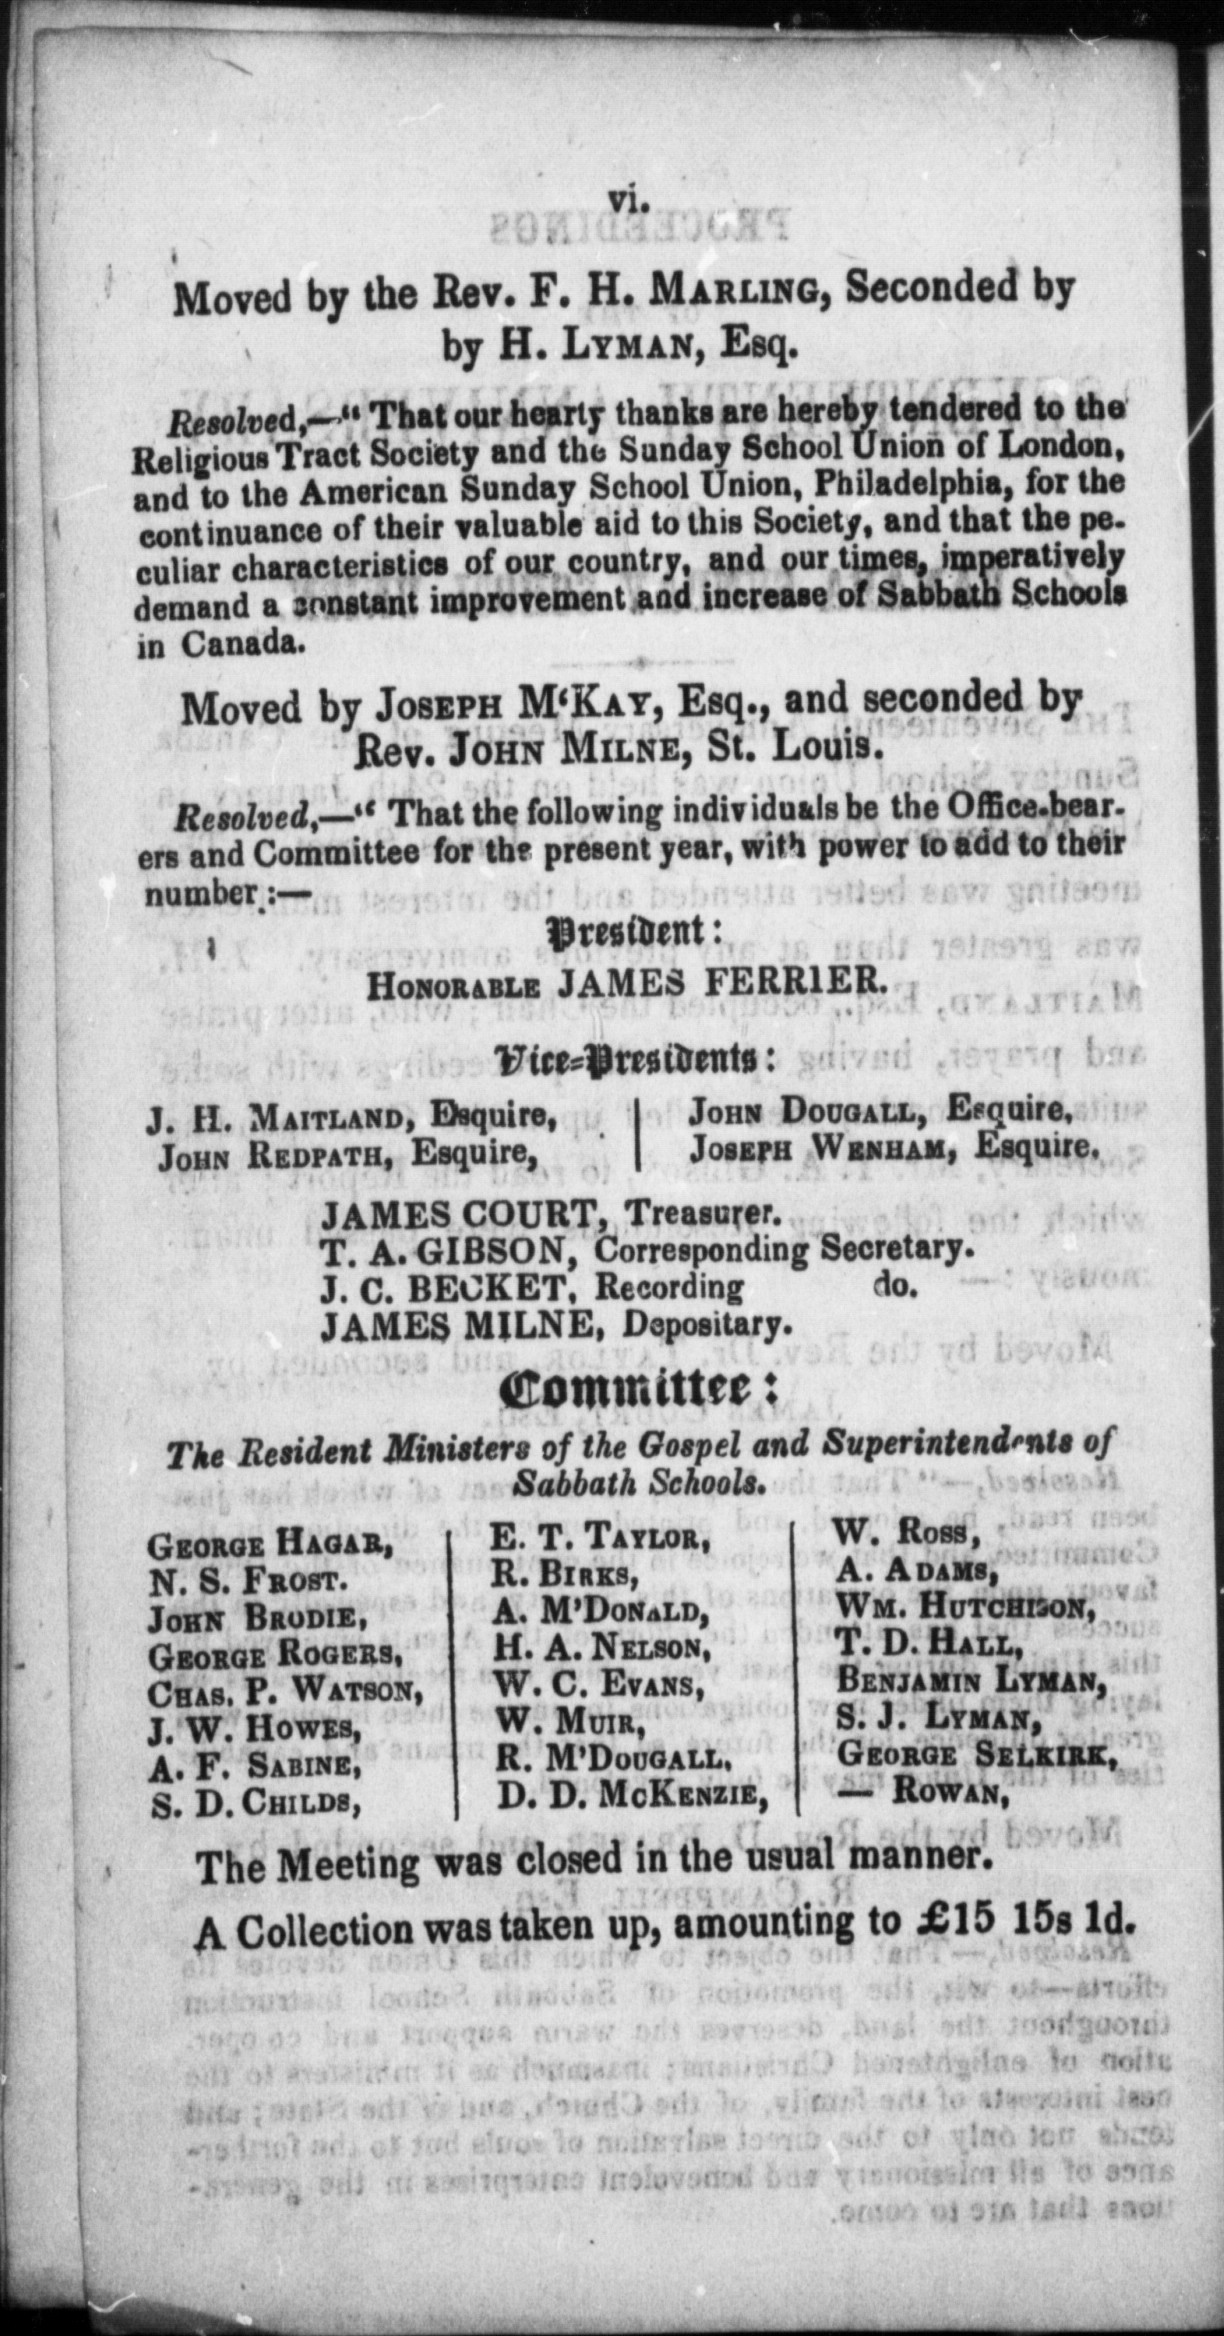 vi.
Moved by the Rev. F. H. MARLING, Seconded by
by H. LYMAN, Esq.
Resolved,—“ That our hearty thanks are hereby tendered to the
Religious Tract Society and the Sunday School Union of London,
and to the American Sunday School Union, Philadelphia, for the
continuance of their valuable aid to this Society, and that the pe-
culiar characteristics of our country, and our times, imperatively
demand a constant improvement and increase of Sabbath Schools
in Canada.
Moved by JOSEPH M‘KAY, Esq., and seconded by
Rev. JOHN MILNE, St. Louis.
Resolved,—“ That the following individuals be the Office-bear-
ers and Committee for the present year, with power to add to their
number :—
President:
HONORABLE JAMES FERRIER.
Vice-Presidents:
J. H. MAITLAND, Esquire,
JOHN REDPATH, Esquire,
JOHN DOUGALL, Esquire,
JOSEPH WENHAM, Esquire.
JAMES COURT, Treasurer.
T. A. GIBSON, Corresponding Secretary.
J. C. BECKET, Recording do.
JAMES MILNE, Depositary.
Committee:
The Resident Ministers of the Gospel and Superintendents of
Sabbath Schools.
GEORGE HAGAR,
N. S. FROST.
JOHN BRODIE,
GEORGE ROGERS,
CHAS. P. WATSON,
J. W. HOWES,
A. F. SABINE,
S. D. CHILDS,
E. T. TAYLOR,
R. BIRKS,
A. M’DONALD,
H. A. NELSON,
W. C. EVANS,
W. MUIR,
R. M’DOUGALL,
D. D. MCKENZIE,
W. ROSS,
A. ADAMS,
WM. HUTCHISON,
T. D. HALL,
BENJAMIN LYMAN,
S. J. LYMAN,
GEORGE SELKIRK,
— ROWAN,
The Meeting was closed in the usual manner.
A Collection was taken up, amounting to £15 15s 1d.